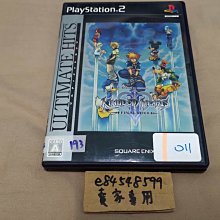 PlayStation 2
ULTIMATE HITS
KINGDOM HEARTS II
FINAL MIX+
SQUARE ENIX
193
011
e84548599
賣家專用